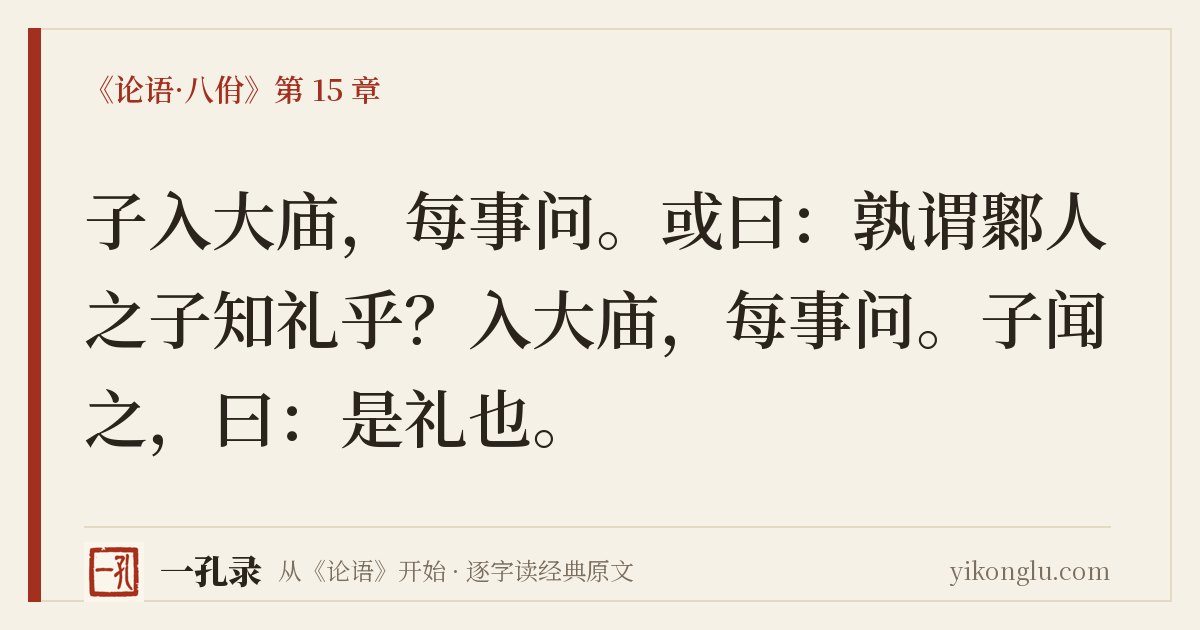 《论语·八佾》第 15 章
子入大庙，每事问。或曰：孰谓鄹人
之子知礼乎？入大庙，每事问。子闻
之，曰：是礼也。
一孔
一孔录 从《论语》开始 · 逐字读经典原文 yikonglu.com